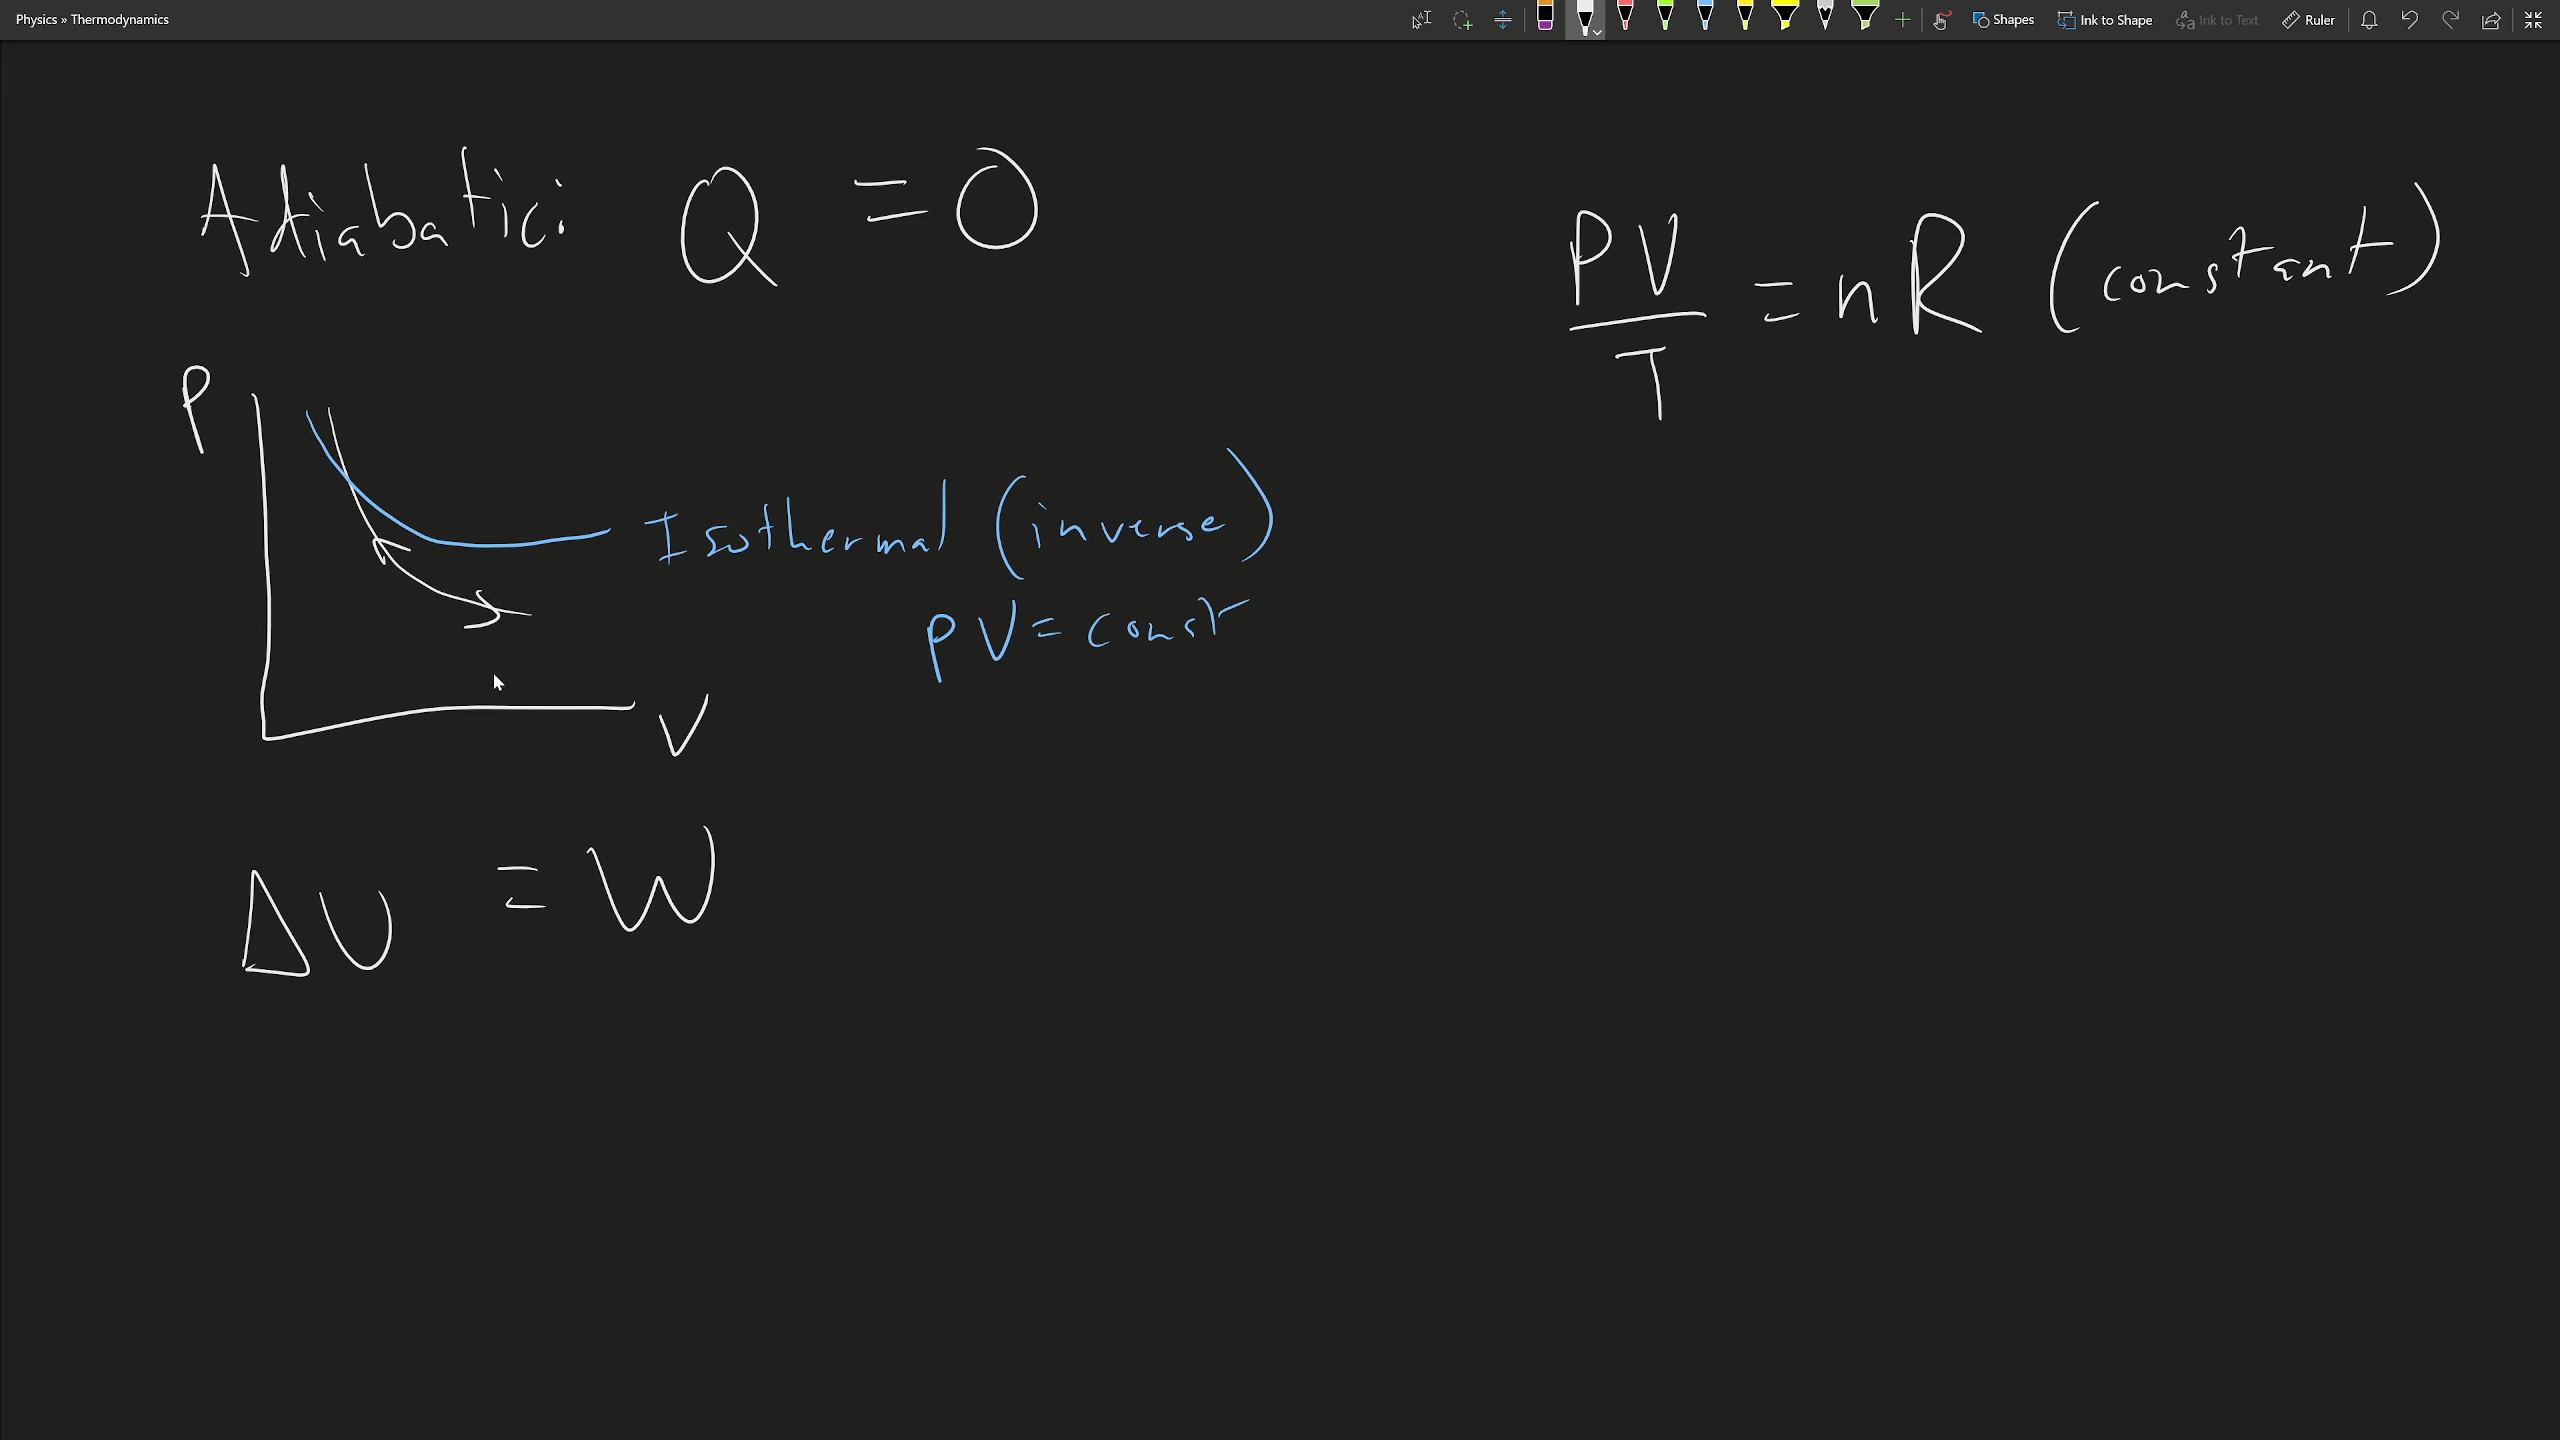 Physics » Thermodynamics
Shapes Ink to Shape Ink to Text Ruler
Adiabatic: Q = 0
PV/T = nR (constant)
P
Isothermal (inverse)
PV = const
V
ΔU = W